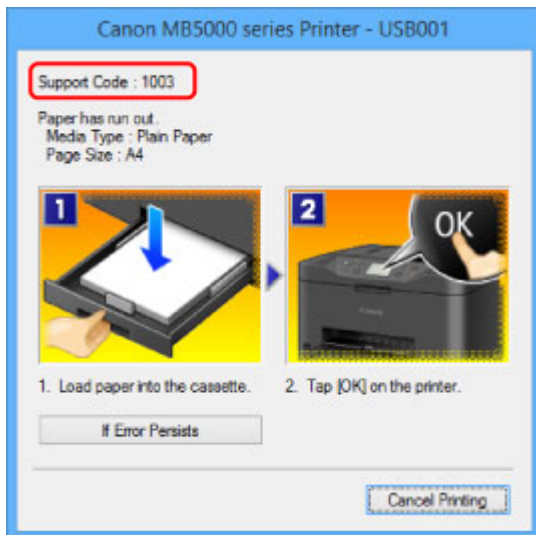 Canon MB5000 series Printer - USB001
Support Code : 1003
Paper has run out.
Media Type : Plain Paper
Page Size : A4
1
2
OK
Canon
1. Load paper into the cassette.
2. Tap [OK] on the printer.
If Error Persists
Cancel Printing